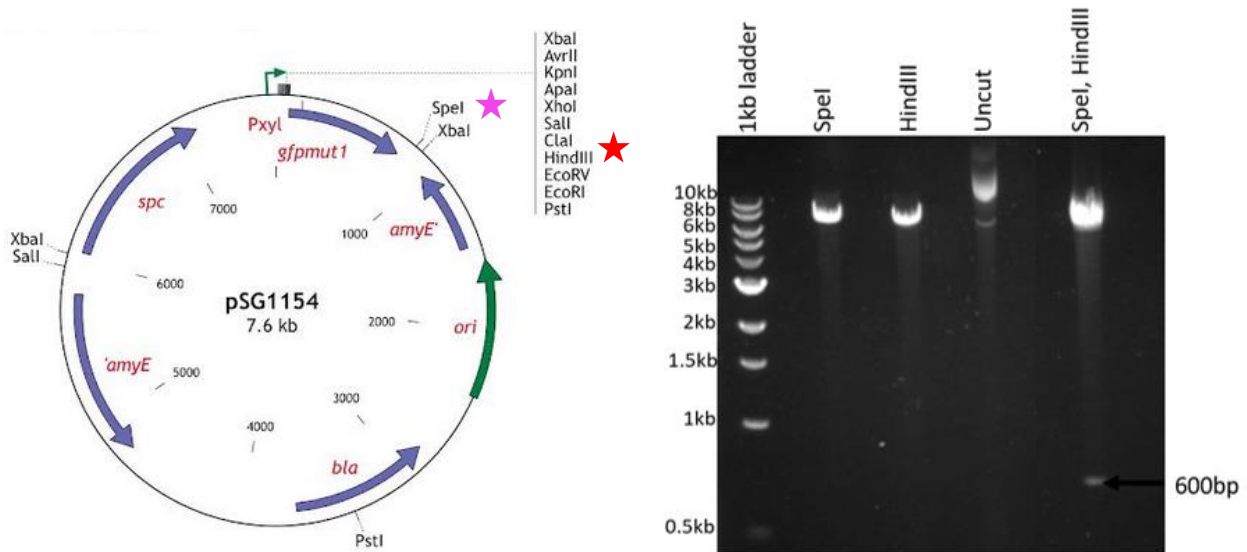 XbaI
AvrII
KpnI
ApaI
XhoI
SalI
ClaI
HindIII
EcoRV
EcoRI
PstI
SpeI
XbaI
Pxyl
gfpmut1
spc
7000
1000
amyE'
XbaI
SalI
6000
pSG1154
7.6 kb
2000
ori
'amyE
5000
3000
4000
bla
PstI
1kb ladder
SpeI
HindIII
Uncut
SpeI, HindIII
10kb
8kb
6kb
5kb
4kb
3kb
2kb
1.5kb
1kb
0.5kb
600bp